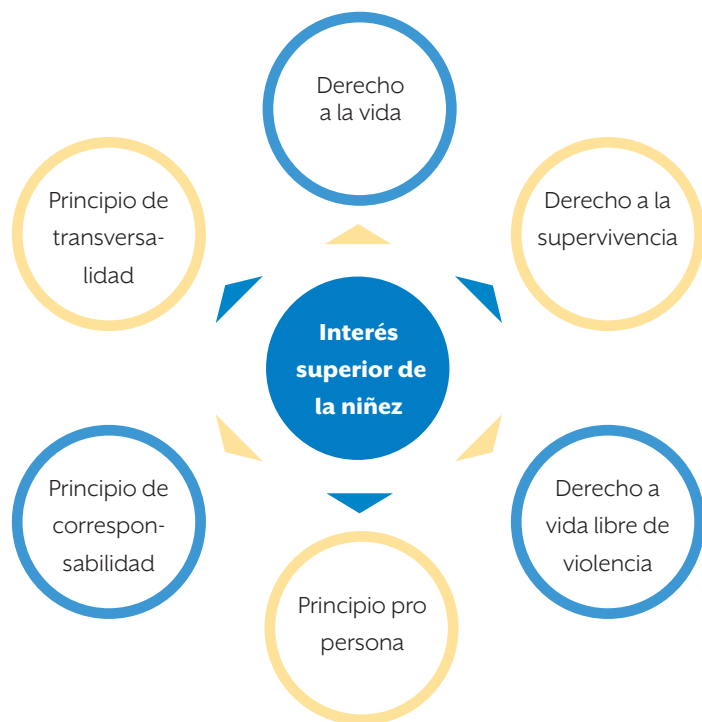 Derecho
a la vida
Principio de
transversa-
lidad
Derecho a la
supervivencia
Interés
superior de
la niñez
Principio de
correspon-
sabilidad
Derecho a
vida libre de
violencia
Principio pro
persona